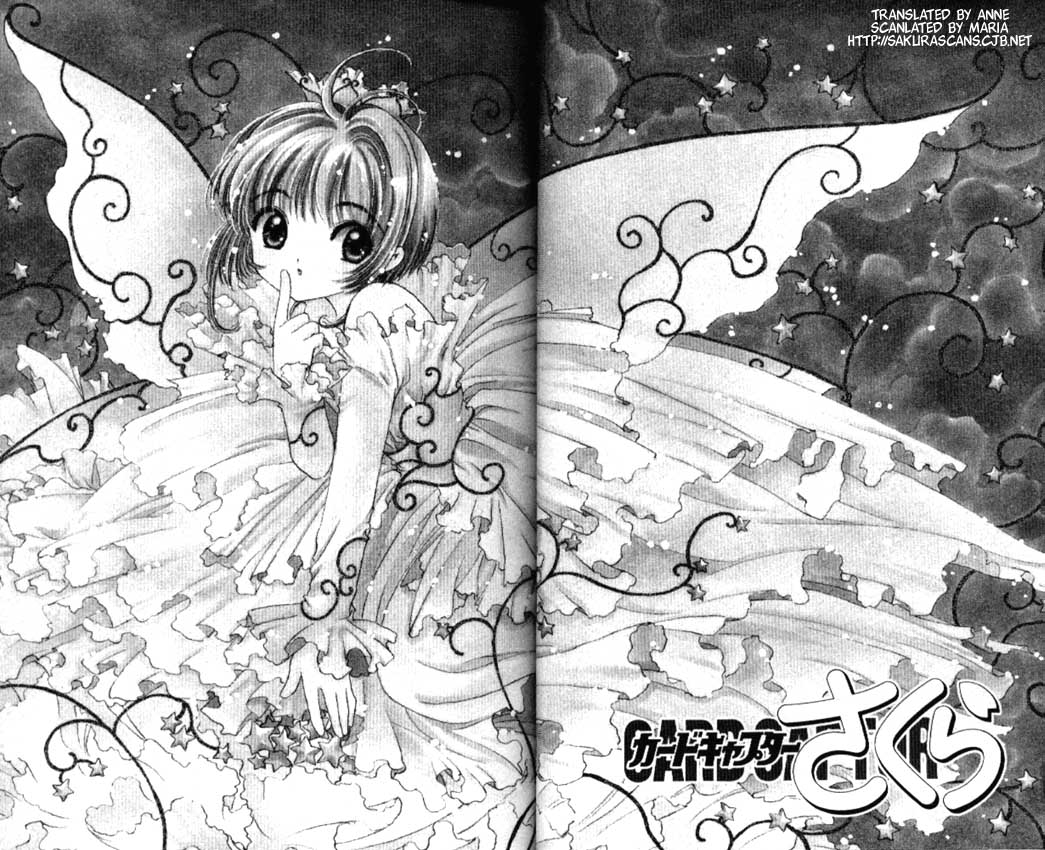 TRANSLATED BY ANNE
SCANLATED BY MARIA
HTTP://SAKURASCANS.CJB.NET
カードキャプター
さくら